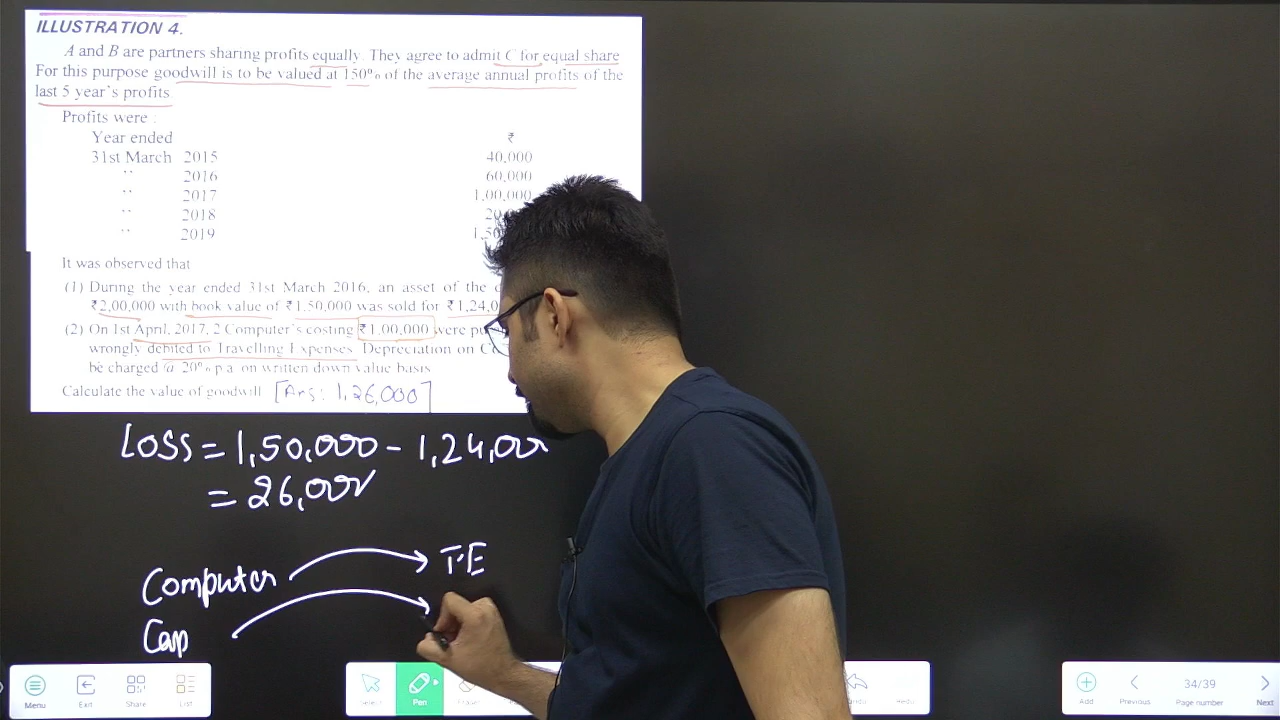 ILLUSTRATION 4.
A and B are partners sharing profits equally. They agree to admit C for equal share
For this purpose goodwill is to be valued at 150% of the average annual profits of the
last 5 year's profits
Profits were :
Year ended ₹
31st March 2015 40,000
" 2016 60,000
" 2017 1,00,000
" 2018 20
" 2019 1,50
It was observed that
(1) During the year ended 31st March 2016, an asset of the
₹2,00,000 with book value of ₹1,50,000 was sold for ₹1,24,0
(2) On 1st April, 2017, 2 Computer's costing ₹1,00,000 were
wrongly debited to Travelling Expenses. Depreciation on
be charged @ 20% p.a. on written down value basis
Calculate the value of goodwill [Ans: 1,26,000]
LOSS = 1,50,000 - 1,24,000
= 26,000
Computer T.E
Cap
Menu Exit Share List Select Pen Eraser Undo Redo Add Previous 34/39 Page number Next